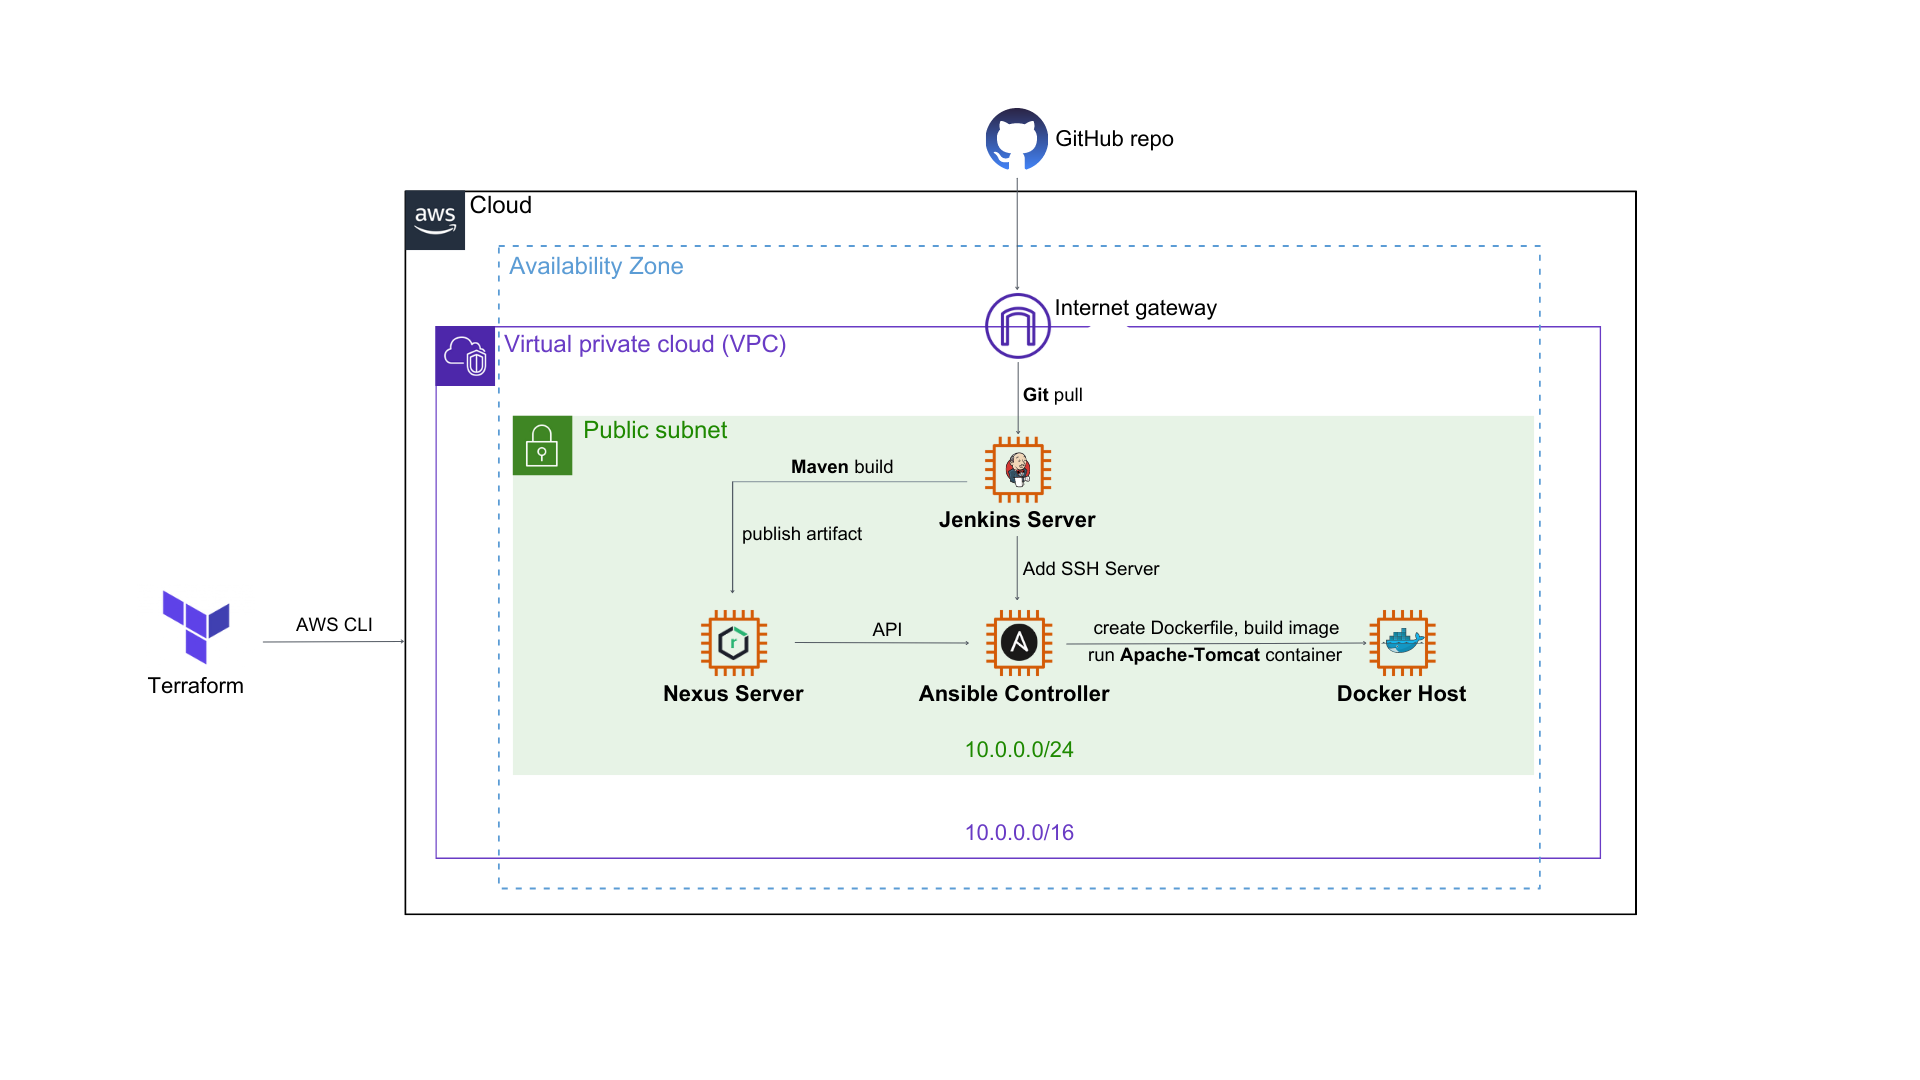 GitHub repo
aws
Cloud
Availability Zone
Internet gateway
Virtual private cloud (VPC)
Git pull
Public subnet
Maven build
Jenkins Server
publish artifact
Add SSH Server
AWS CLI
Terraform
r
API
create Dockerfile, build image
run Apache-Tomcat container
Nexus Server
Ansible Controller
Docker Host
10.0.0.0/24
10.0.0.0/16